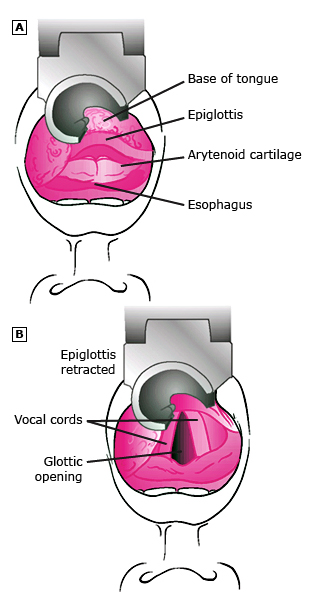 A
Base of tongue
Epiglottis
Arytenoid cartilage
Esophagus
B
Epiglottis
retracted
Vocal cords
Glottic
opening